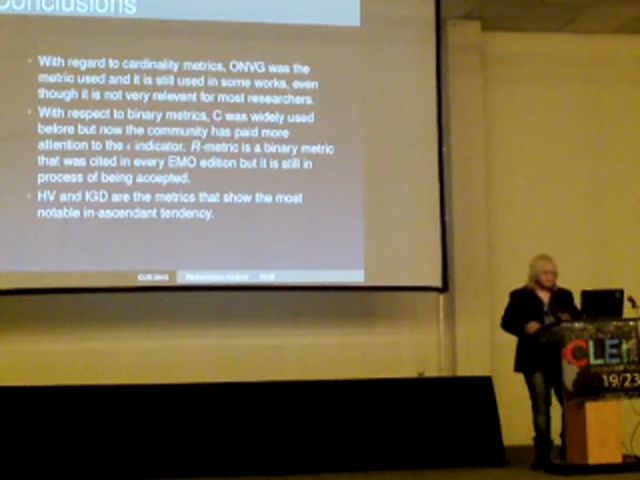 Conclusions
With regard to cardinality metrics, ONVG was the
metric used and it is still used in some works, even
though it is not very relevant for most researchers.
With respect to binary metrics, C was widely used
before but now the community has paid more
attention to the ε indicator. R-metric is a binary metric
that was cited in every EMO edition but it is still in
process of being accepted.
HV and IGD are the metrics that show the most
notable in-ascendant tendency.
CLEI
19/23